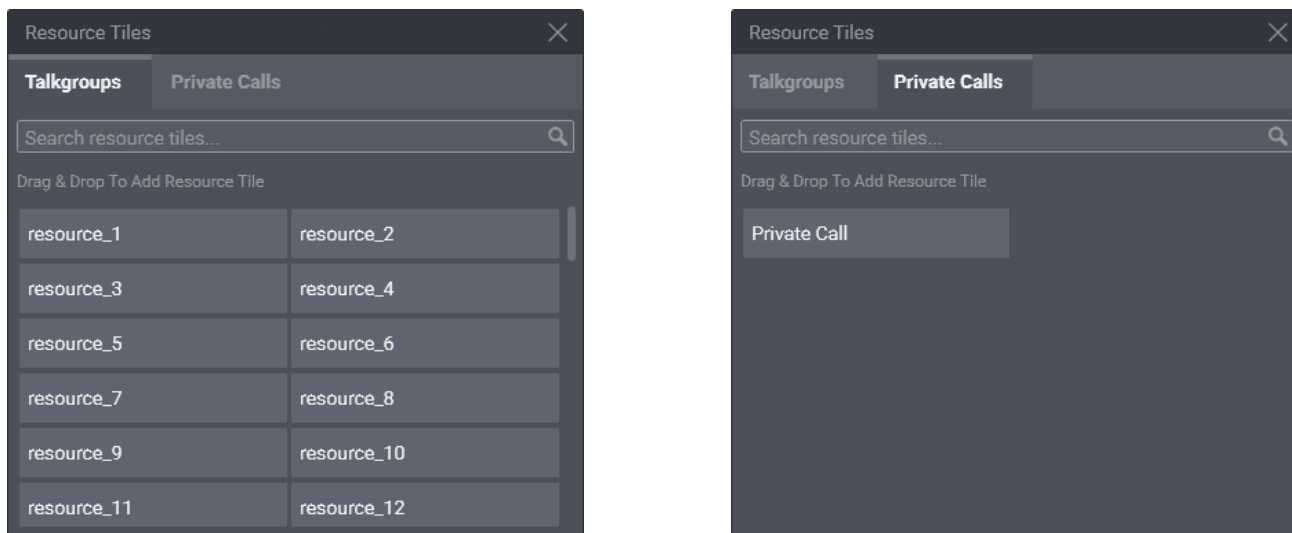 Resource Tiles
Talkgroups Private Calls
Search resource tiles...
Drag & Drop To Add Resource Tile
resource_1 resource_2
resource_3 resource_4
resource_5 resource_6
resource_7 resource_8
resource_9 resource_10
resource_11 resource_12
Resource Tiles
Talkgroups Private Calls
Search resource tiles...
Drag & Drop To Add Resource Tile
Private Call